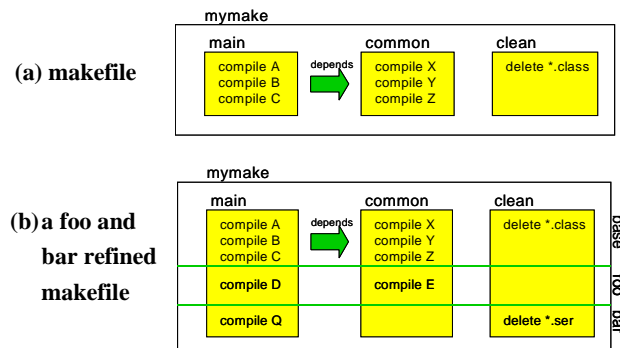 mymake
main common clean
(a) makefile
compile A
compile B
compile C
depends
compile X
compile Y
compile Z
delete *.class
mymake
main common clean
(b) a foo and
bar refined
makefile
compile A
compile B
compile C
compile D
compile Q
depends
compile X
compile Y
compile Z
compile E
delete *.class
delete *.ser
base
foo
bar